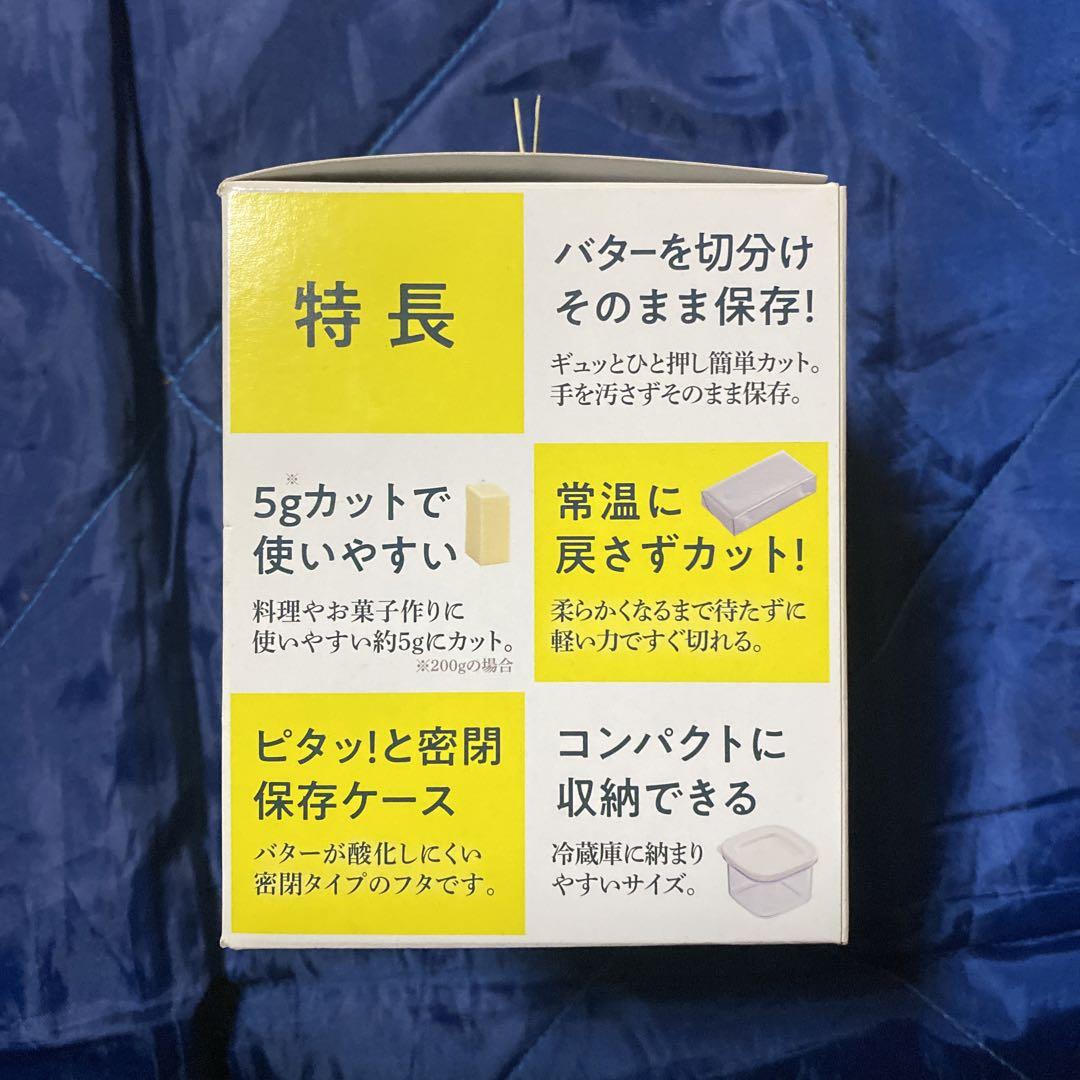 特長
バターを切分け
そのまま保存!
ギュッとひと押し簡単カット。
手を汚さずそのまま保存。
※
5gカットで
使いやすい
料理やお菓子作りに
使いやすい約5gにカット。
※200gの場合
常温に
戻さずカット!
柔らかくなるまで待たずに
軽い力ですぐ切れる。
ピタッ!と密閉
保存ケース
バターが酸化しにくい
密閉タイプのフタです。
コンパクトに
収納できる
冷蔵庫に納まり
やすいサイズ。